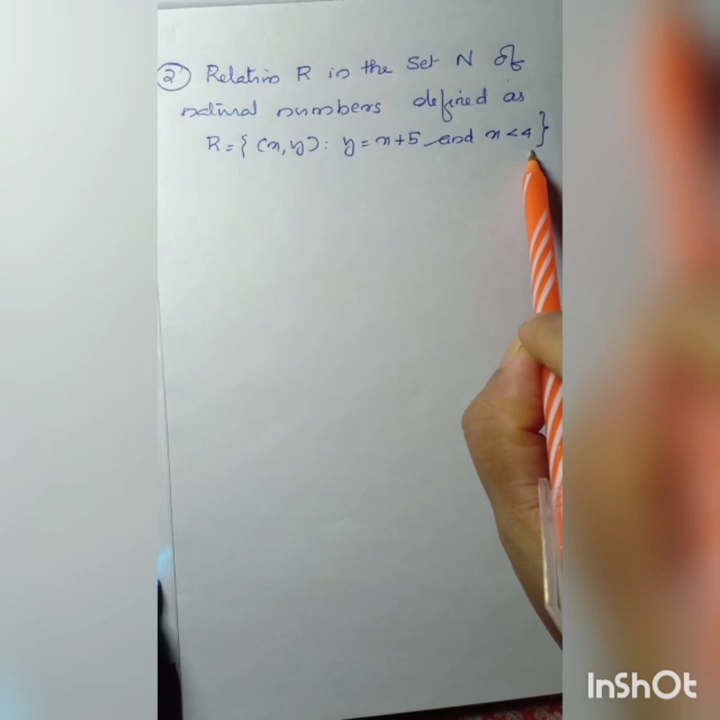 ② Relation R in the set N of
natural numbers defined as
R = { (x, y) : y = x + 5 and x < 4 }
InShOt